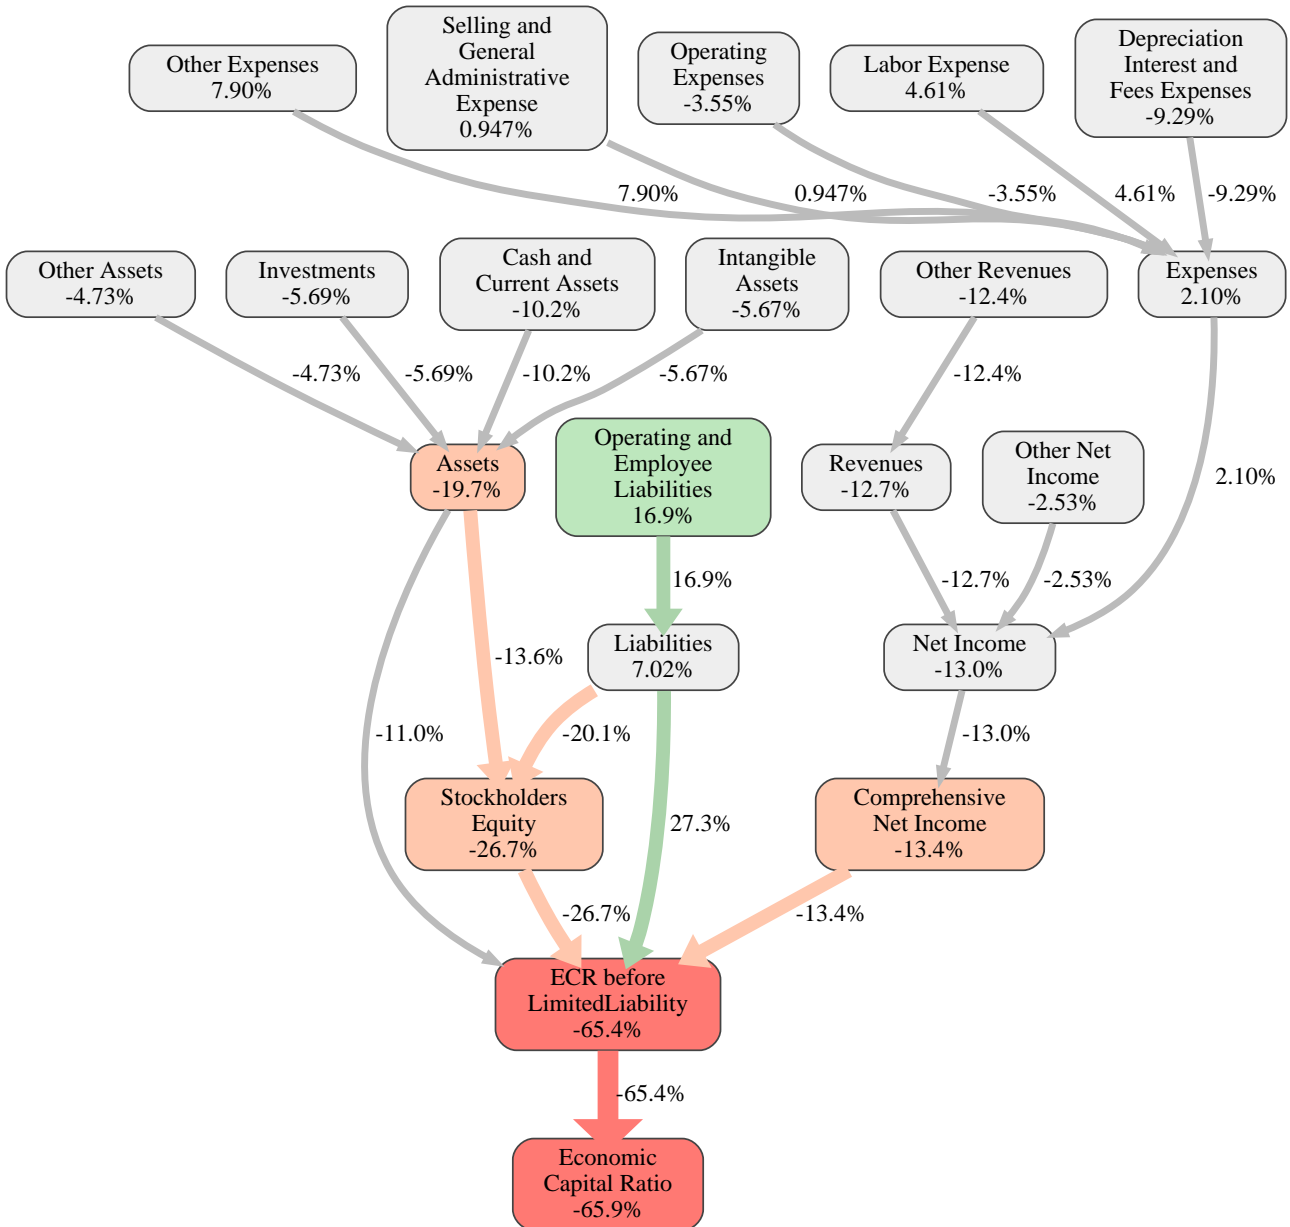 Other Expenses
7.90%
Selling and
General
Administrative
Expense
0.947%
Operating
Expenses
-3.55%
Labor Expense
4.61%
Depreciation
Interest and
Fees Expenses
-9.29%
7.90%
0.947%
-3.55%
4.61%
-9.29%
Other Assets
-4.73%
Investments
-5.69%
Cash and
Current Assets
-10.2%
Intangible
Assets
-5.67%
Other Revenues
-12.4%
Expenses
2.10%
-4.73%
-5.69%
-10.2%
-5.67%
-12.4%
Assets
-19.7%
Operating and
Employee
Liabilities
16.9%
Revenues
-12.7%
Other Net
Income
-2.53%
2.10%
16.9%
-12.7%
-2.53%
-13.6%
Liabilities
7.02%
Net Income
-13.0%
-11.0%
-20.1%
-13.0%
Stockholders
Equity
-26.7%
27.3%
Comprehensive
Net Income
-13.4%
-26.7%
-13.4%
ECR before
LimitedLiability
-65.4%
-65.4%
Economic
Capital Ratio
-65.9%